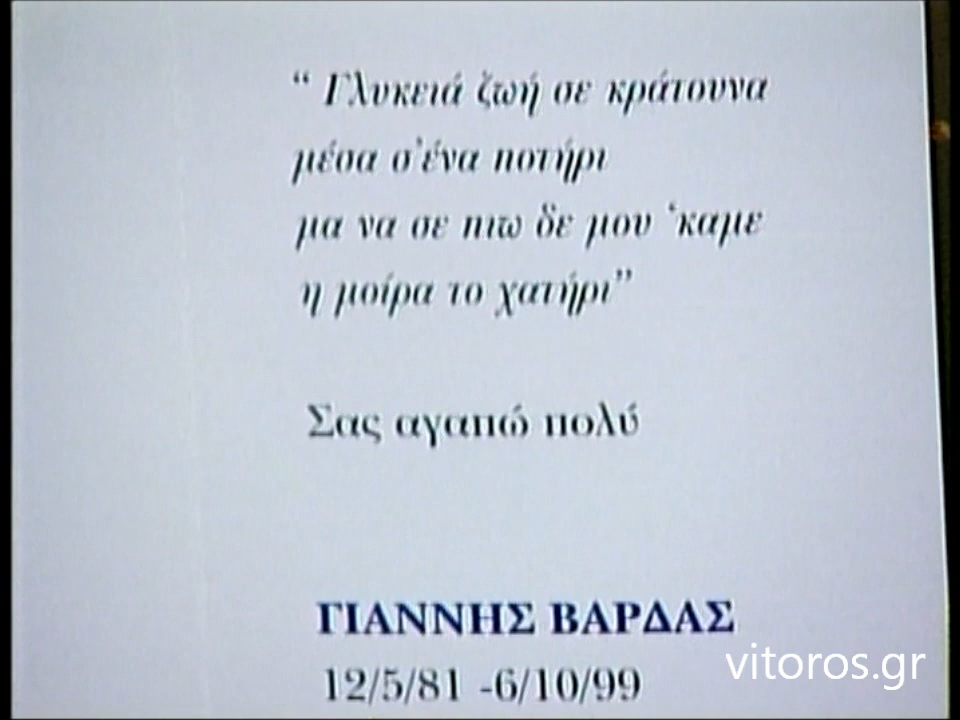 “ Γλυκειά ζωή σε κράτουνα
μέσα σ’ένα ποτήρι
μα να σε πιω δε μου ‘καμε
η μοίρα το χατήρι”
Σας αγαπώ πολύ
ΓΙΑΝΝΗΣ ΒΑΡΔΑΣ
12/5/81 -6/10/99
vitoros.gr